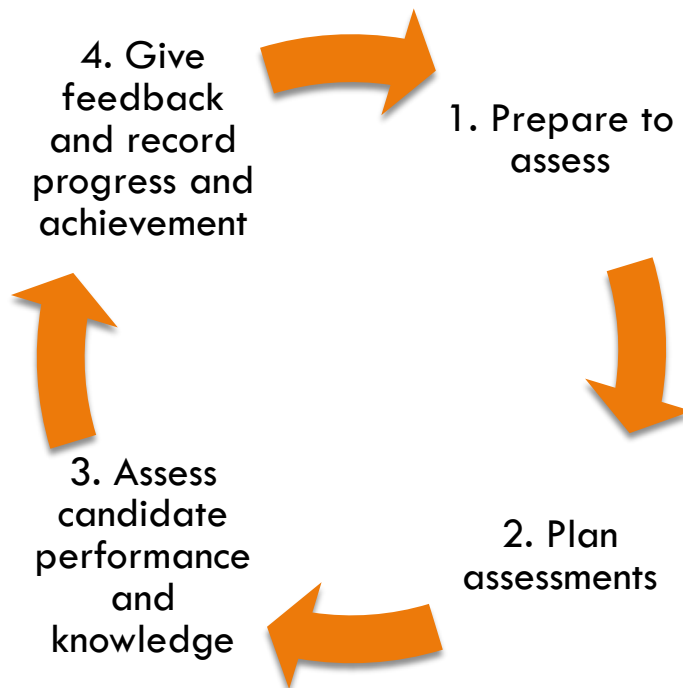 1. Prepare to
assess
2. Plan
assessments
3. Assess
candidate
performance
and
knowledge
4. Give
feedback
and record
progress and
achievement